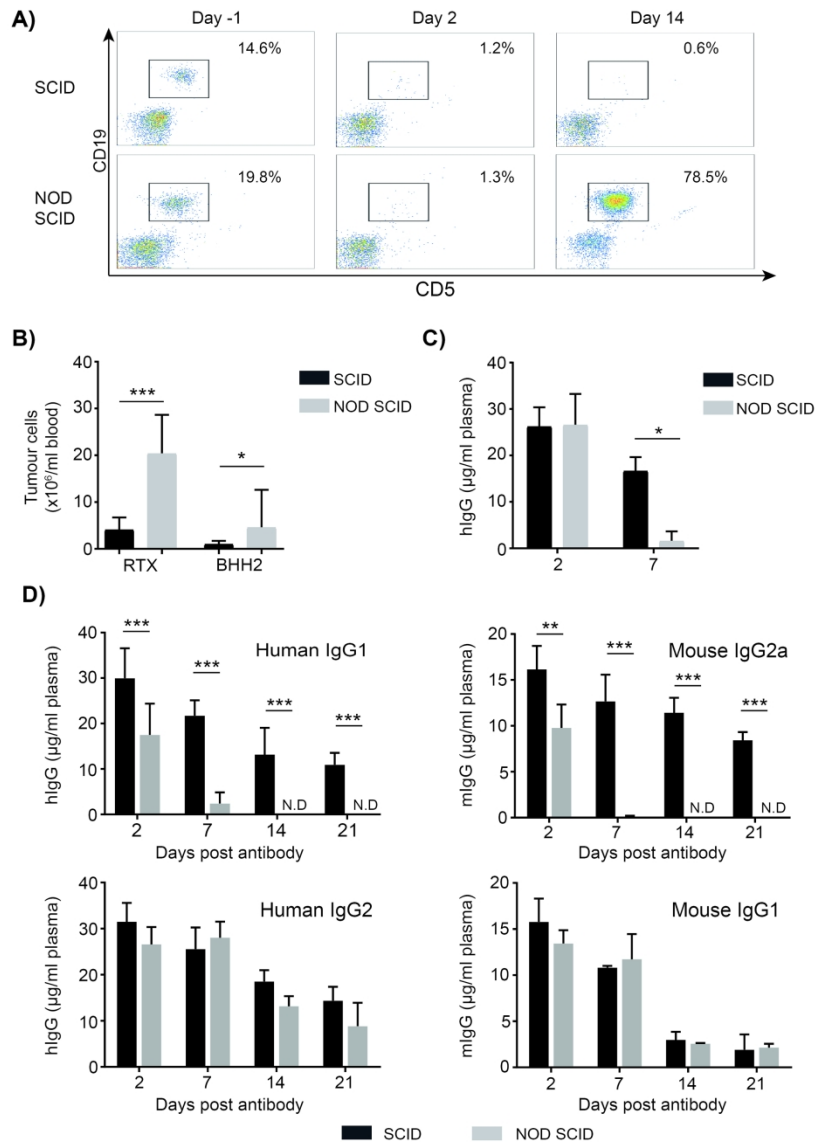 A)
Day -1
Day 2
Day 14
SCID
14.6%
1.2%
0.6%
NOD
SCID
19.8%
1.3%
78.5%
CD19
CD5
B)
Tumour cells
(x10⁶/ml blood)
40
30
20
10
0
***
*
RTX
BHH2
SCID
NOD SCID
C)
hIgG (µg/ml plasma)
40
30
20
10
0
*
2
7
SCID
NOD SCID
D)
Human IgG1
hIgG (µg/ml plasma)
40
30
20
10
0
***
***
***
***
N.D
N.D
2
7
14
21
Days post antibody
Mouse IgG2a
mIgG (µg/ml plasma)
20
15
10
5
0
**
***
***
***
N.D
N.D
2
7
14
21
Days post antibody
Human IgG2
hIgG (µg/ml plasma)
40
30
20
10
0
2
7
14
21
Days post antibody
Mouse IgG1
mIgG (µg/ml plasma)
20
15
10
5
0
2
7
14
21
Days post antibody
SCID
NOD SCID